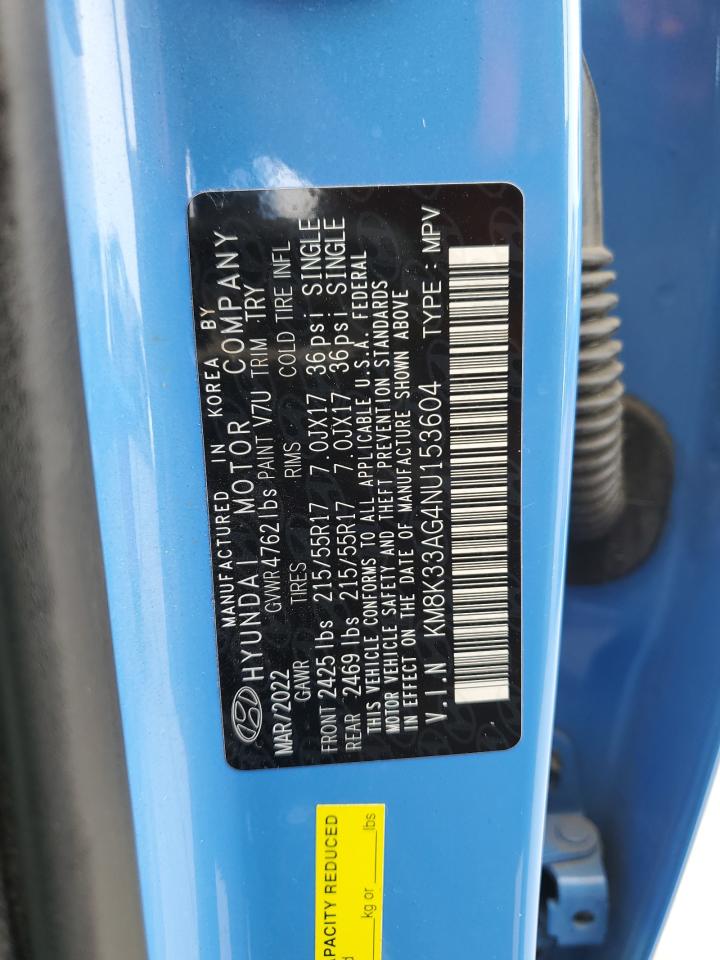 MANUFACTURED IN KOREA BY
HYUNDAI MOTOR COMPANY
MAR/2022 GVWR 4762 lbs PAINT V7U TRIM TRY
GAWR TIRES RIMS COLD TIRE INFL
FRONT 2425 lbs 215/55R17 7.0JX17 36psi SINGLE
REAR 2469 lbs 215/55R17 7.0JX17 36psi SINGLE
THIS VEHICLE CONFORMS TO ALL APPLICABLE U.S.A. FEDERAL
MOTOR VEHICLE SAFETY AND THEFT PREVENTION STANDARDS
IN EFFECT ON THE DATE OF MANUFACTURE SHOWN ABOVE
V.I.N KM8K33AG4NU153604 TYPE : MPV
APACITY REDUCED
kg or ____lbs